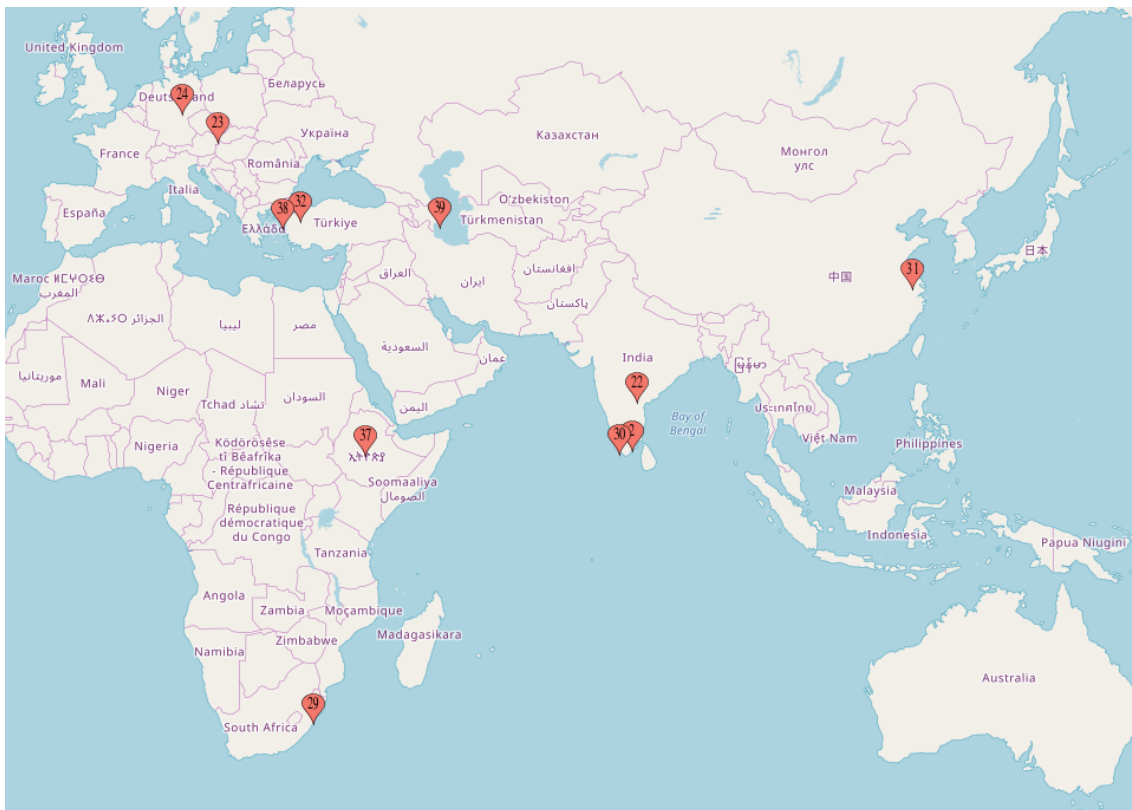 United Kingdom
Беларусь
24
Deutschland
23
Україна
Казахстан
France
Монгол
улс
România
Italia
O'zbekiston
España
38
32
39
Türkiye
Türkmenistan
Ελλάδα
日本
31
中国
Maroc ⵍⵎⵖⵔⵉⴱ
المغرب
العراق
افغانستان
ایران
پاکستان
الجزائر
ليبيا
مصر
السعودية
عمان
India
موريتانيا
Mali
Niger
Tchad تشاد
السودان
اليمن
22
Bay of
Bengal
ประเทศไทย
Việt Nam
Philippines
30
2
37
Nigeria
Ködörösêse
tî Bêafrîka
- République
Centrafricaine
Soomaaliya
الصومال
Malaysia
République
démocratique
du Congo
Indonesia
Papua Niugini
Tanzania
Angola
Zambia
Moçambique
Zimbabwe
Madagasikara
Namibia
Australia
29
South Africa